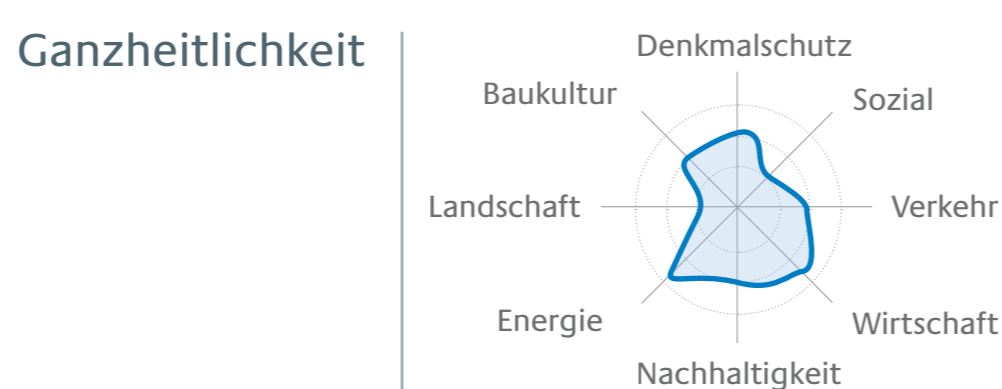 Ganzheitlichkeit
Denkmalschutz
Baukultur
Sozial
Landschaft
Verkehr
Energie
Wirtschaft
Nachhaltigkeit